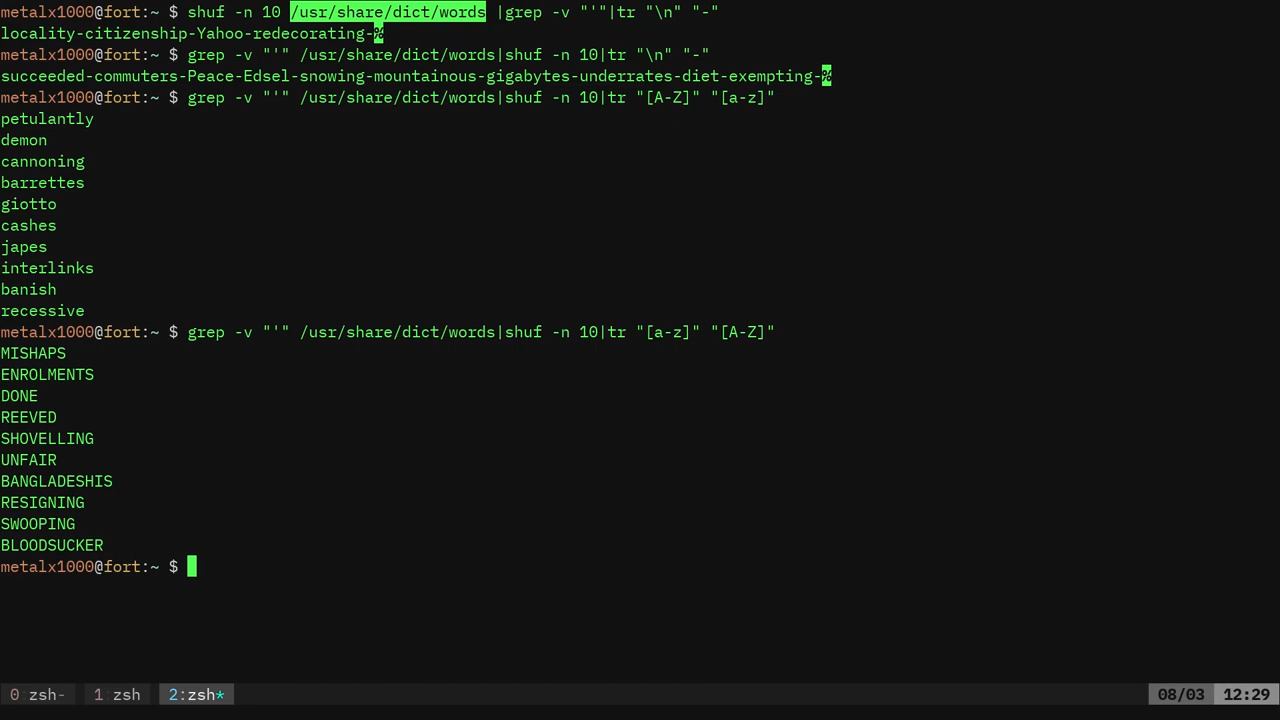 metalx1000@fort:~ $ shuf -n 10 /usr/share/dict/words |grep -v "'"|tr "\n" "-"
locality-citizenship-Yahoo-redecorating-%
metalx1000@fort:~ $ grep -v "'" /usr/share/dict/words|shuf -n 10|tr "\n" "-"
succeeded-commuters-Peace-Edsel-snowing-mountainous-gigabytes-underrates-diet-exempting-%
metalx1000@fort:~ $ grep -v "'" /usr/share/dict/words|shuf -n 10|tr "[A-Z]" "[a-z]"
petulantly
demon
cannoning
barrettes
giotto
cashes
japes
interlinks
banish
recessive
metalx1000@fort:~ $ grep -v "'" /usr/share/dict/words|shuf -n 10|tr "[a-z]" "[A-Z]"
MISHAPS
ENROLMENTS
DONE
REEVED
SHOVELLING
UNFAIR
BANGLADESHIS
RESIGNING
SWOOPING
BLOODSUCKER
metalx1000@fort:~ $
0 zsh- 1 zsh 2:zsh* 08/03 12:29